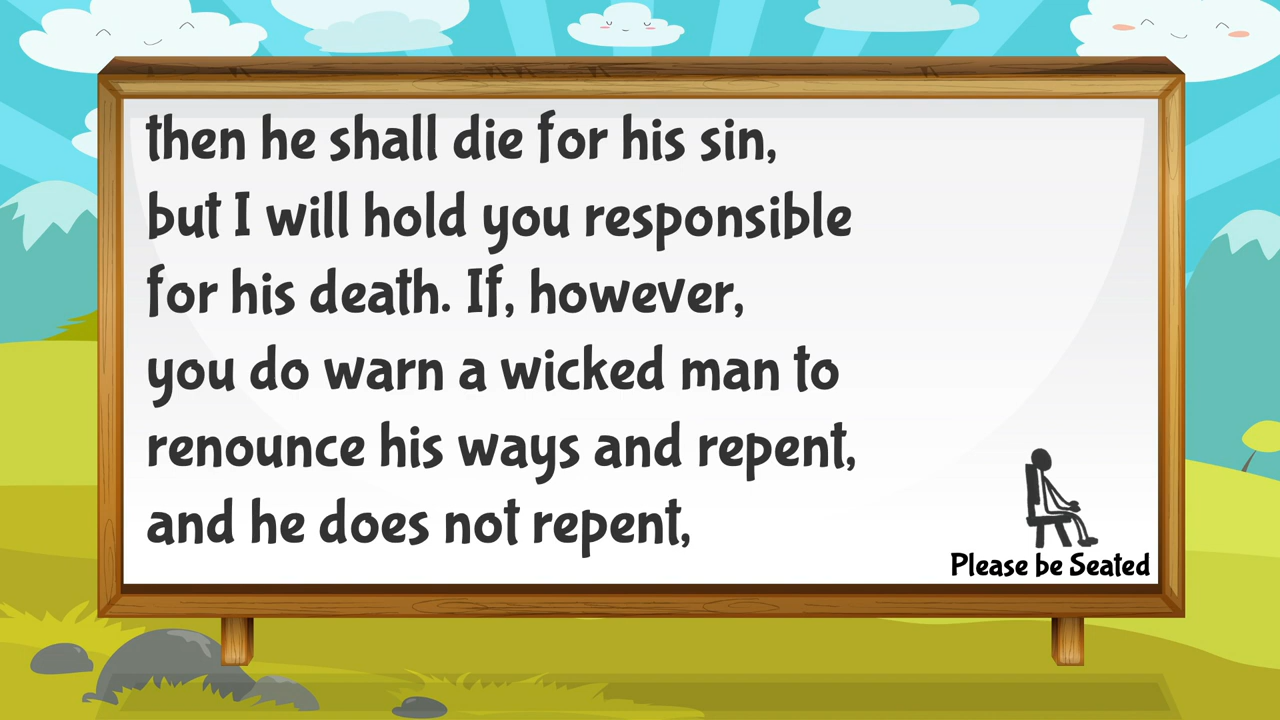 then he shall die for his sin,
but I will hold you responsible
for his death. If, however,
you do warn a wicked man to
renounce his ways and repent,
and he does not repent,
Please be Seated